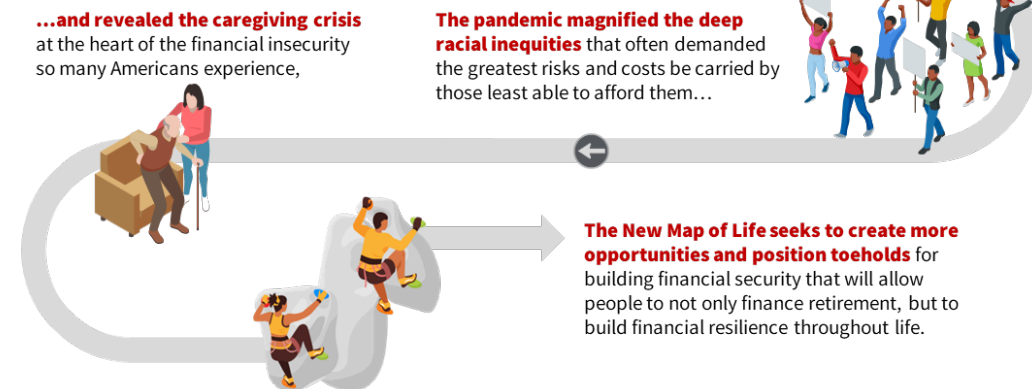 …and revealed the caregiving crisis
at the heart of the financial insecurity
so many Americans experience,
The pandemic magnified the deep
racial inequities that often demanded
the greatest risks and costs be carried by
those least able to afford them…
The New Map of Life seeks to create more
opportunities and position toeholds for
building financial security that will allow
people to not only finance retirement, but to
build financial resilience throughout life.